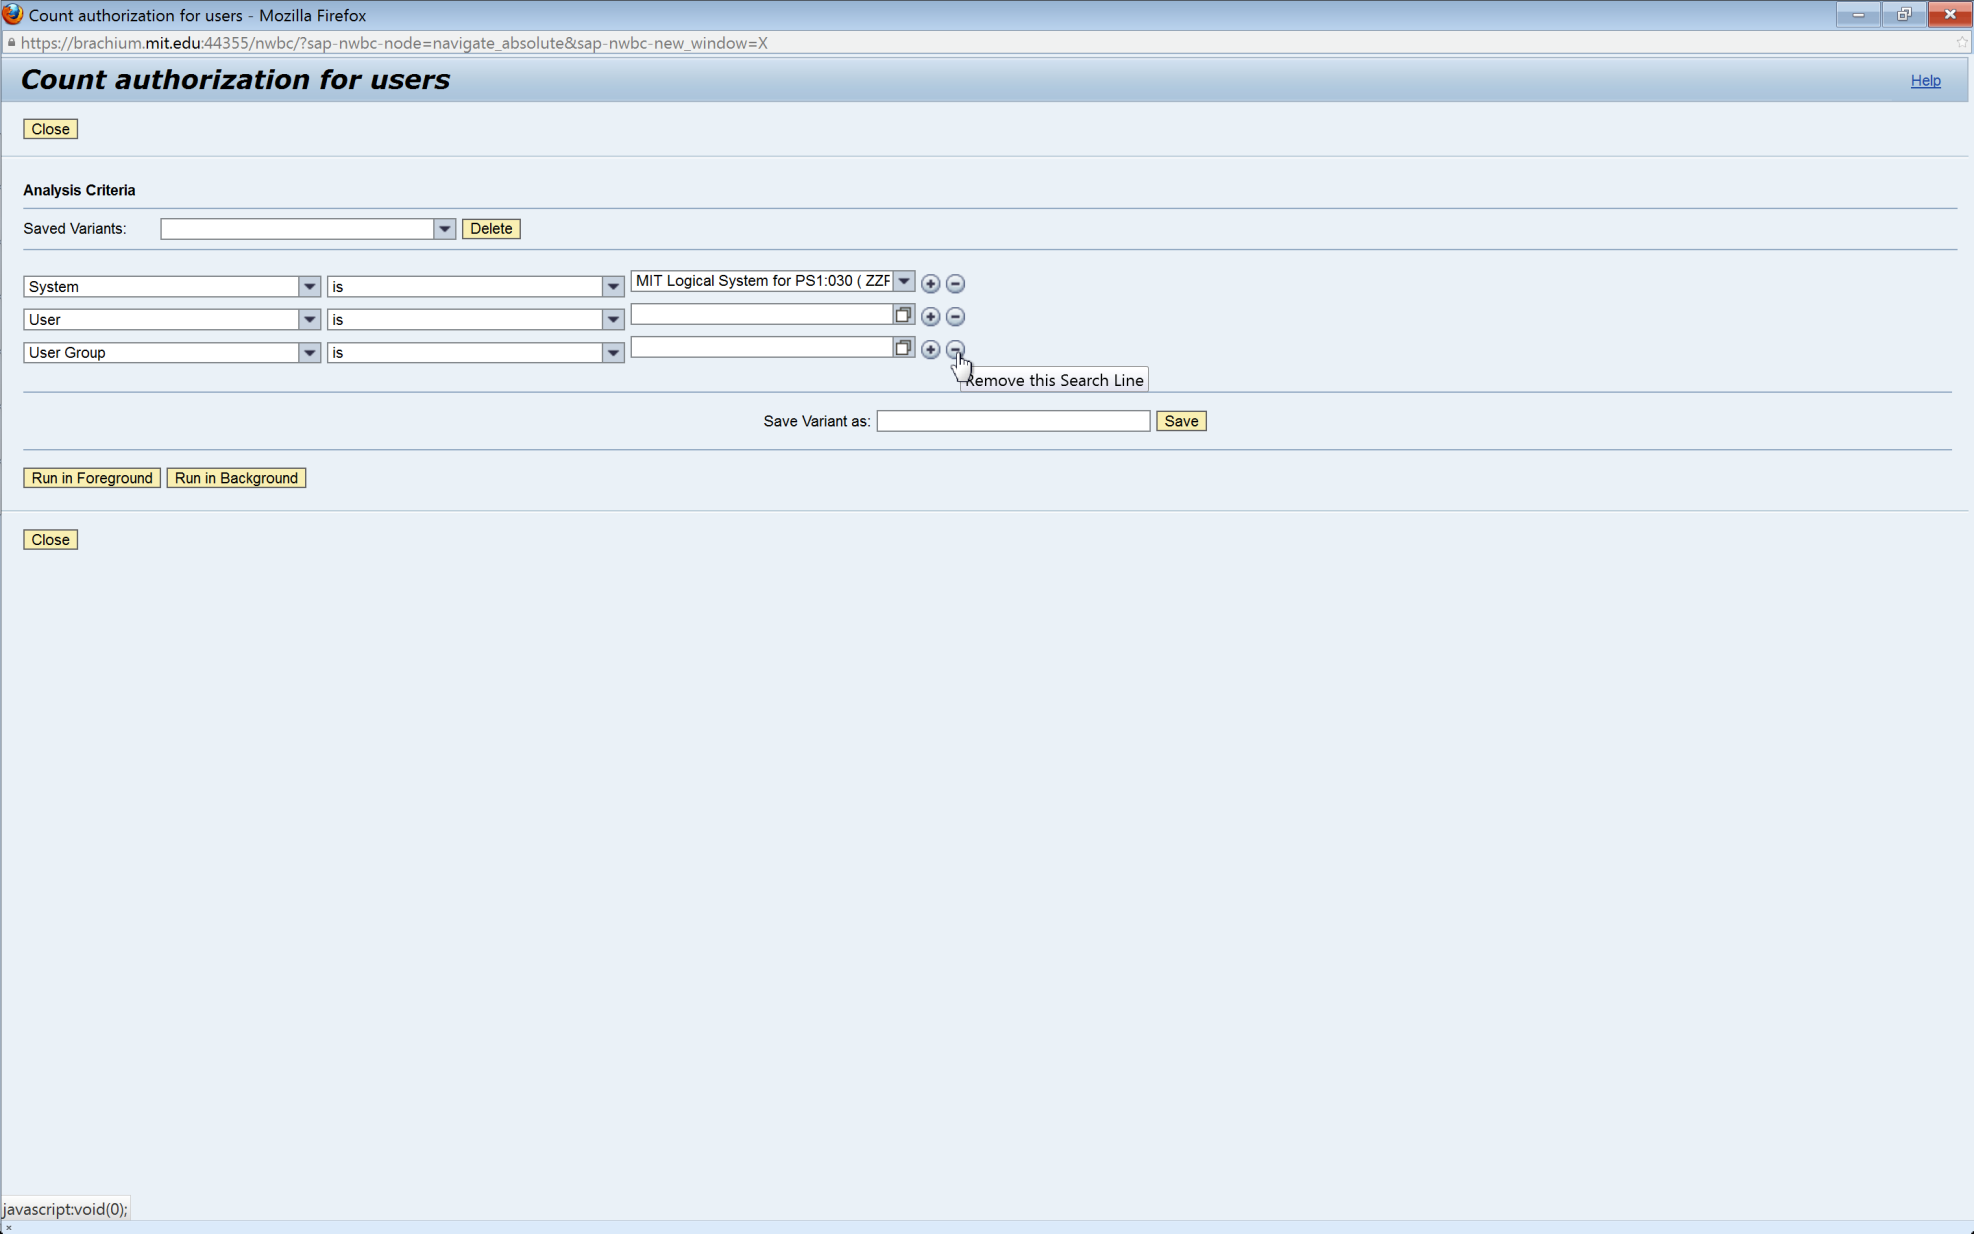 Count authorization for users - Mozilla Firefox
https://brachium.mit.edu:44355/nwbc/?sap-nwbc-node=navigate_absolute&sap-nwbc-new_window=X
Count authorization for users
Help
Close
Analysis Criteria
Saved Variants: Delete
System is MIT Logical System for PS1:030 ( ZZF
User is
User Group is
Remove this Search Line
Save Variant as: Save
Run in Foreground Run in Background
Close
javascript:void(0);